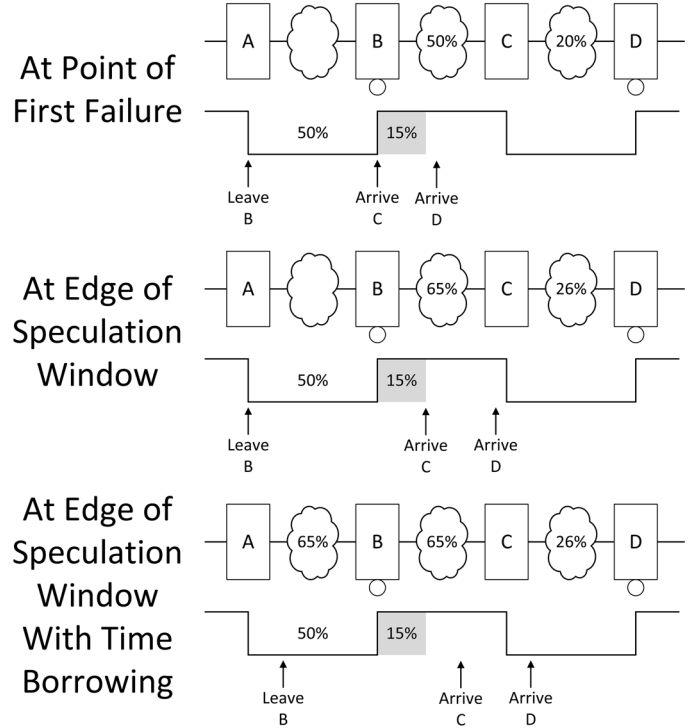 A B 50% C 20% D
At Point of
First Failure
50% 15%
Leave Arrive Arrive
B C D
A B 65% C 26% D
At Edge of
Speculation
Window
50% 15%
Leave Arrive Arrive
B C D
At Edge of
Speculation
Window
With Time
Borrowing
A 65% B 65% C 26% D
50% 15%
Leave Arrive Arrive
B C D